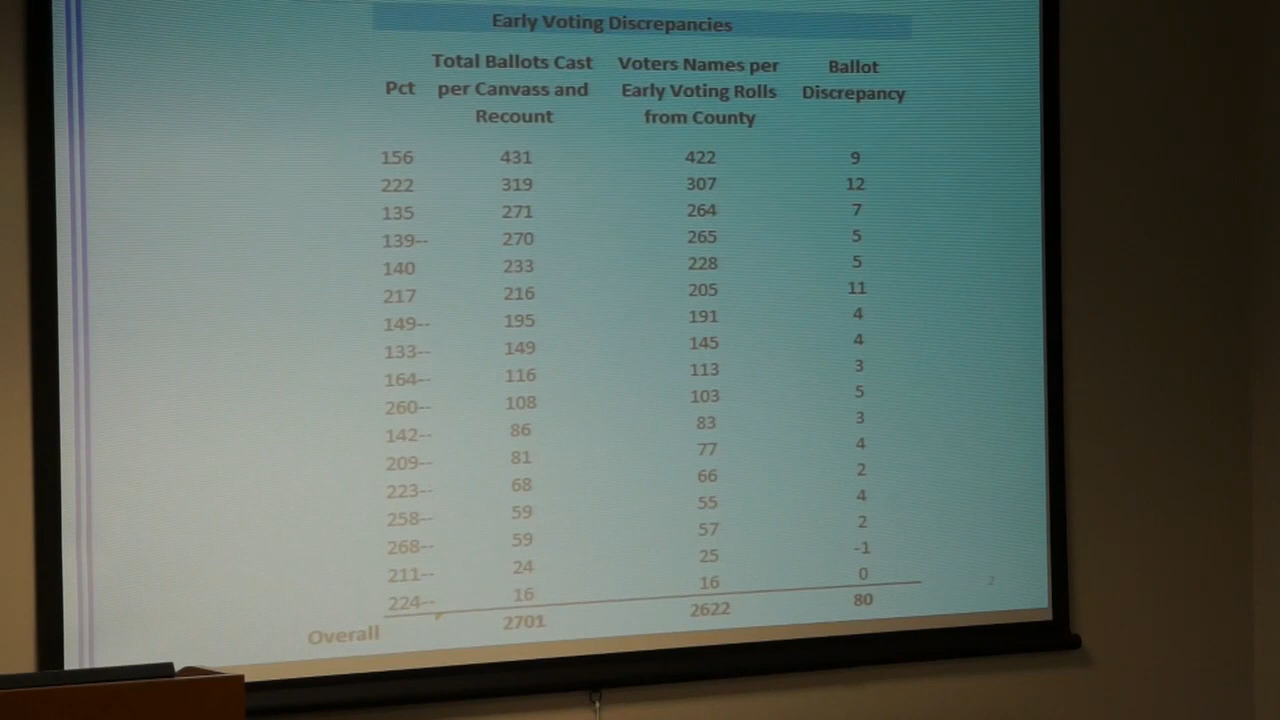 Early Voting Discrepancies
Pct Total Ballots Cast per Canvass and Recount Voters Names per Early Voting Rolls from County Ballot Discrepancy
156 431 422 9
222 319 307 12
135 271 264 7
139-- 270 265 5
140 233 228 5
217 216 205 11
149-- 195 191 4
133-- 149 145 4
164-- 116 113 3
260-- 108 103 5
142-- 86 83 3
209-- 81 77 4
223-- 68 66 2
258-- 59 55 4
268-- 59 57 2
211-- 24 25 -1
224-- 16 16 0
Overall 2701 2622 80
2